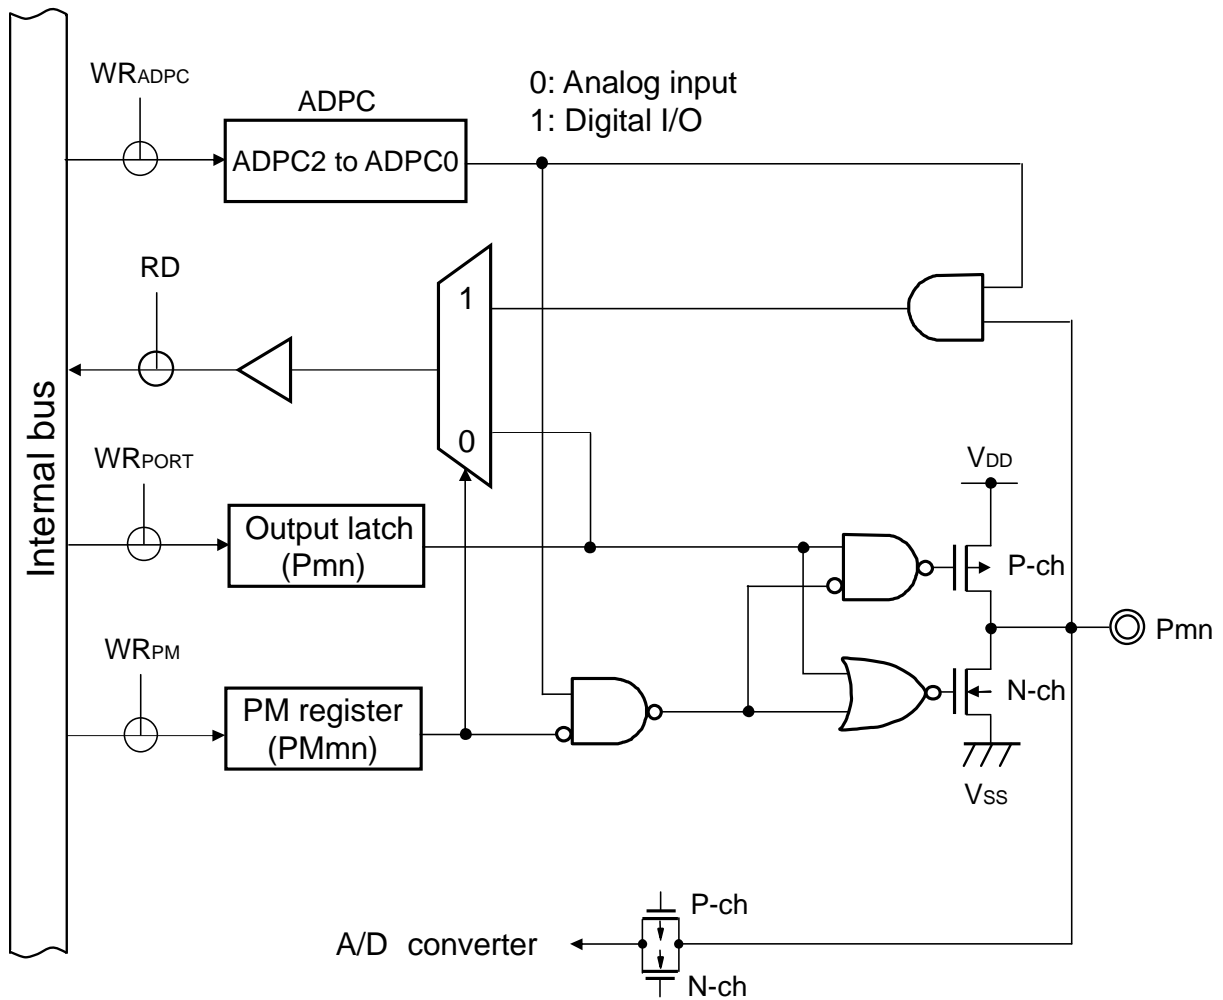 WRADPC
ADPC
0: Analog input
1: Digital I/O
ADPC2 to ADPC0
RD
1
0
Internal bus
WRPORT
Output latch
(Pmn)
VDD
P-ch
Pmn
N-ch
VSS
WRPM
PM register
(PMmn)
P-ch
A/D converter
N-ch